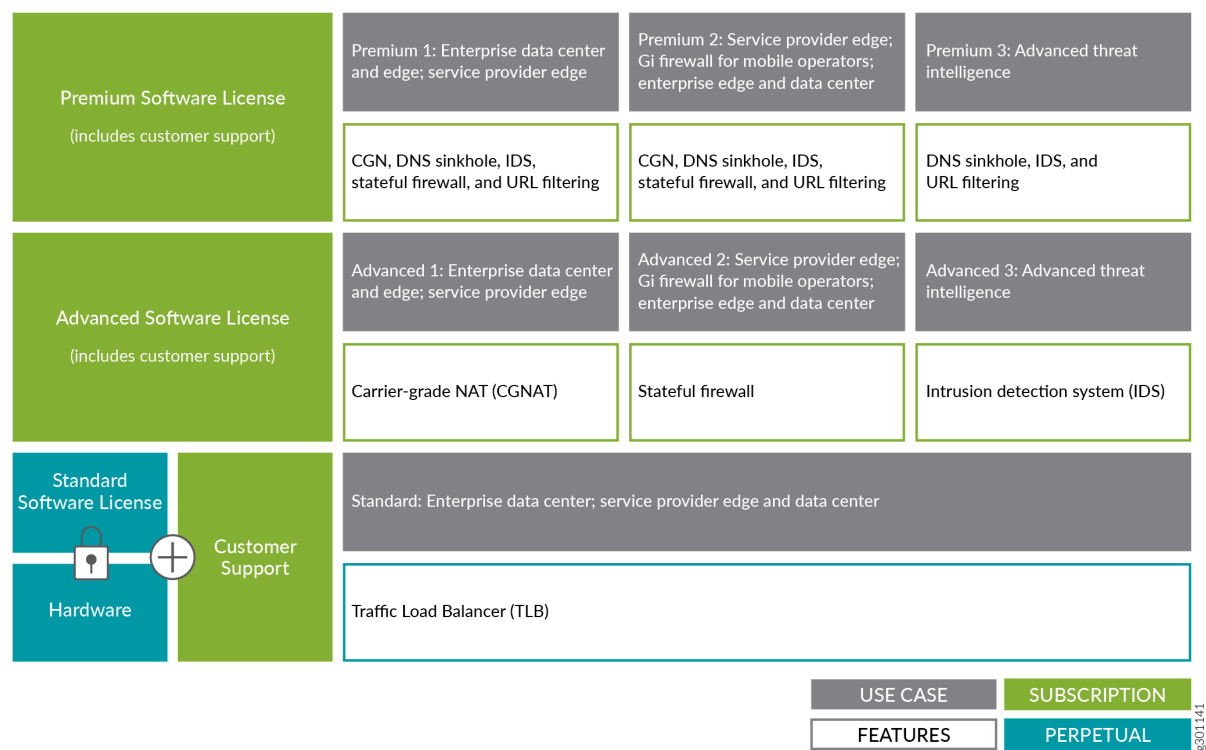 Premium Software License
(includes customer support)
Premium 1: Enterprise data center
and edge; service provider edge
Premium 2: Service provider edge;
Gi firewall for mobile operators;
enterprise edge and data center
Premium 3: Advanced threat
intelligence
CGN, DNS sinkhole, IDS,
stateful firewall, and URL filtering
CGN, DNS sinkhole, IDS,
stateful firewall, and URL filtering
DNS sinkhole, IDS, and
URL filtering
Advanced Software License
(includes customer support)
Advanced 1: Enterprise data center
and edge; service provider edge
Advanced 2: Service provider edge;
Gi firewall for mobile operators;
enterprise edge and data center
Advanced 3: Advanced threat
intelligence
Carrier-grade NAT (CGNAT)
Stateful firewall
Intrusion detection system (IDS)
Standard
Software License
Hardware
Customer
Support
Standard: Enterprise data center; service provider edge and data center
Traffic Load Balancer (TLB)
USE CASE
SUBSCRIPTION
FEATURES
PERPETUAL
g301141